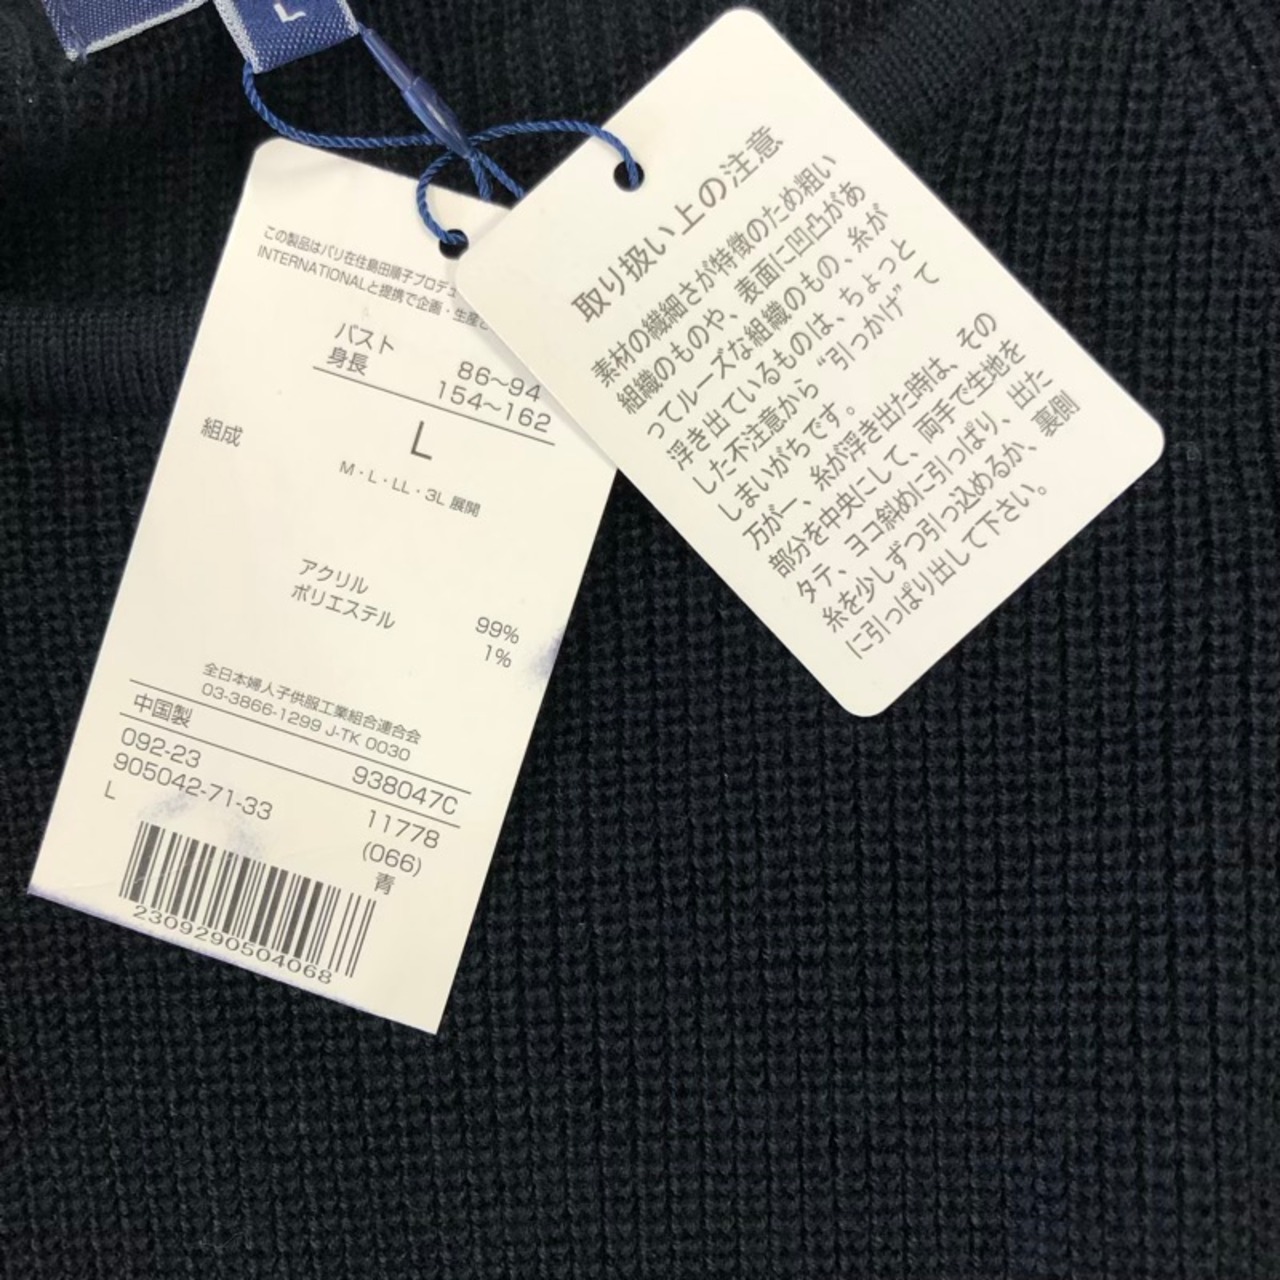 L
この製品はパリ在住島田順子プロデ
INTERNATIONALと提携で企画・生産
バスト 86～94
身長 154～162
L
組成
M・L・LL・3L 展開
アクリル 99%
ポリエステル 1%
全日本婦人子供服工業組合連合会
03-3866-1299 J-TK 0030
中国製
092-23 938047C
905042-71-33 11778
L (066)
青
2309290504068
取り扱い上の注意
素材の繊細さが特徴のため粗い
組織のものや、表面に凹凸があ
ってルーズな組織のもの、糸が
浮き出ているものは、ちょっと
した不注意から“引っかけ”て
しまいがちです。
万が一、糸が浮き出た時は、その
部分を中央にして、両手で生地を
タテ、ヨコ斜めに引っぱり、出た
糸を少しずつ引っ込めるか、裏側
に引っぱり出して下さい。